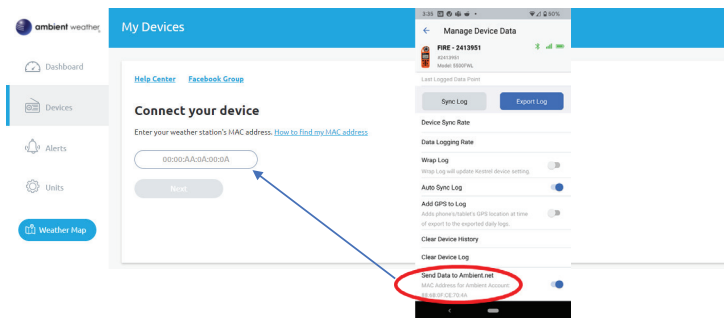 ambient weather
My Devices
Dashboard
Devices
Alerts
Units
Weather Map
Help Center Facebook Group
Connect your device
Enter your weather station's MAC address. How to Find my MAC address
00:00:AA:0A:00:0A
Next
3:35 50%
Manage Device Data
FIRE - 2413951
#2413951
Model: 5500FWL
Last Logged Data Point
Sync Log Export Log
Device Sync Rate
Data Logging Rate
Wrap Log
Wrap Log will update Kestrel device setting.
Auto Sync Log
Add GPS to Log
Adds phone's/tablet's GPS location at time
of export to the exported daily logs.
Clear Device History
Clear Device Log
Send Data to Ambient.net
MAC Address for Ambient Account: